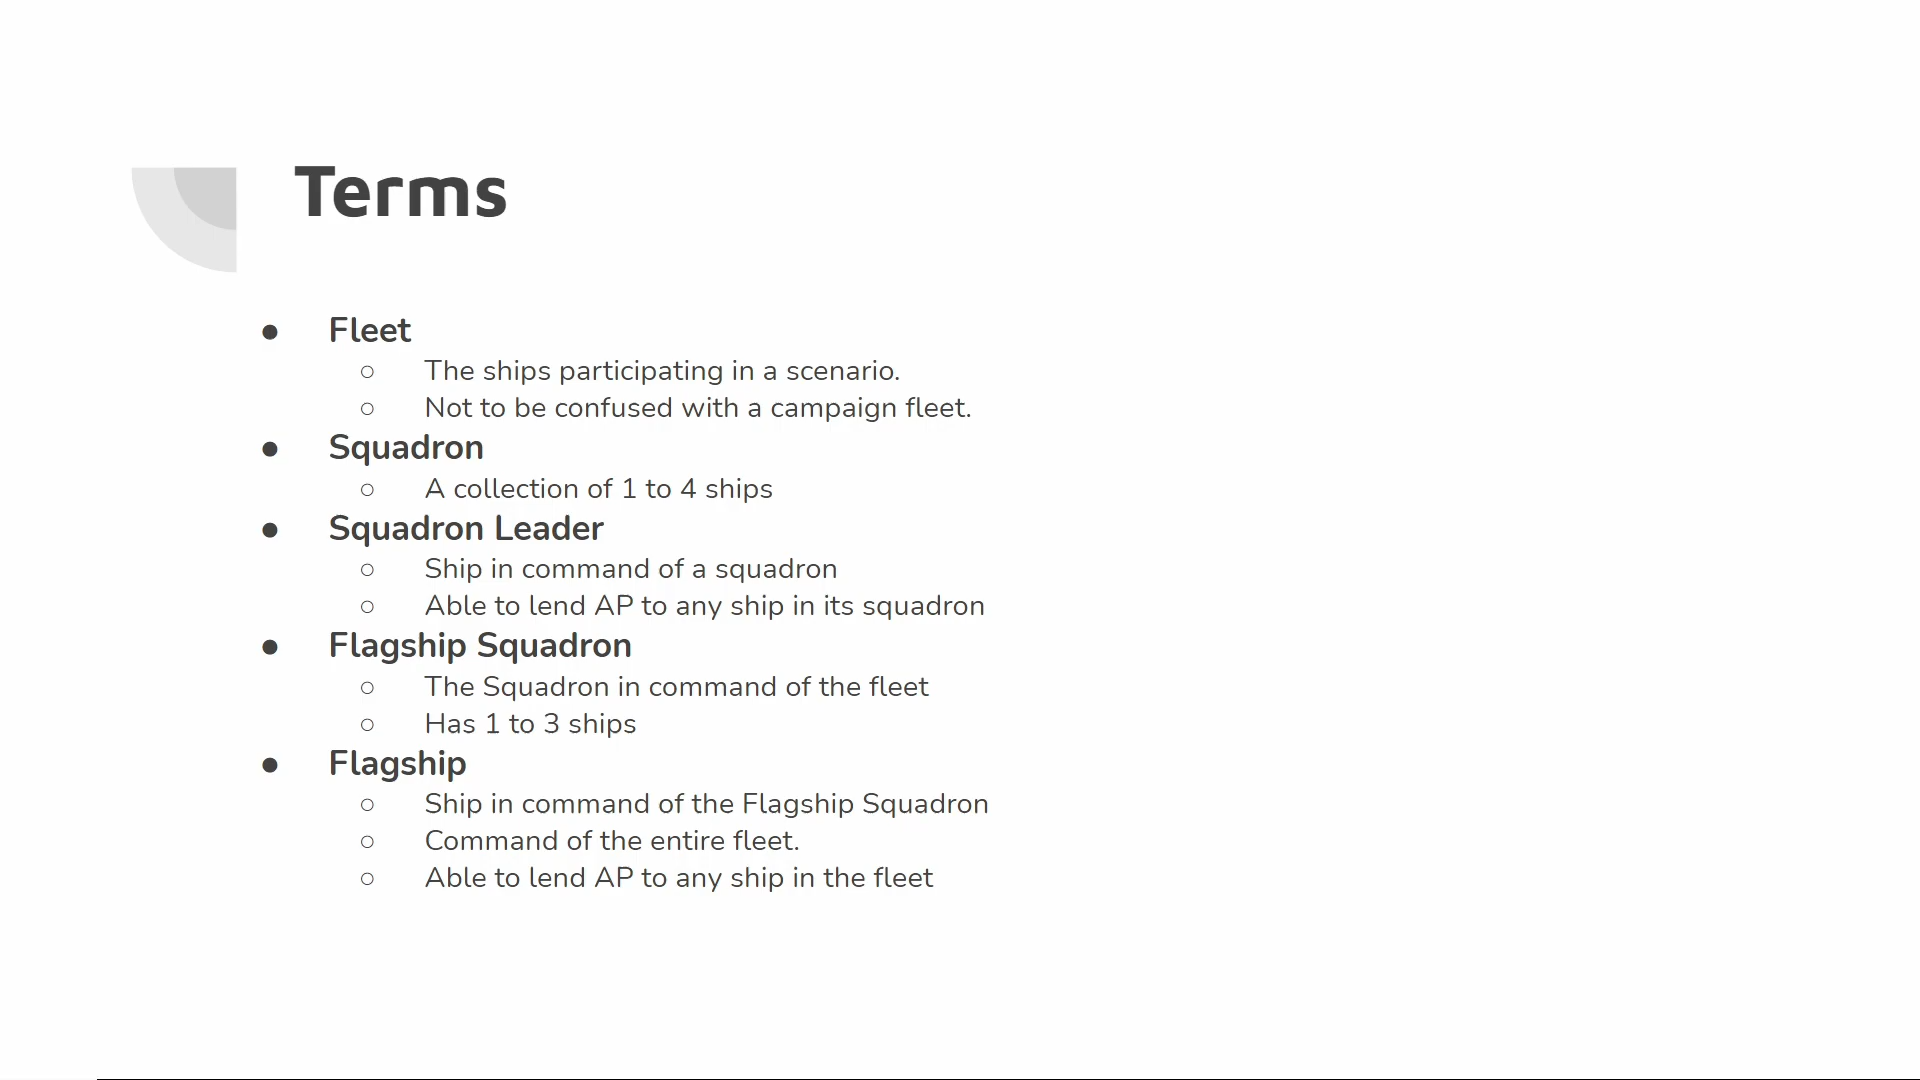 Terms
● Fleet
○ The ships participating in a scenario.
○ Not to be confused with a campaign fleet.
● Squadron
○ A collection of 1 to 4 ships
● Squadron Leader
○ Ship in command of a squadron
○ Able to lend AP to any ship in its squadron
● Flagship Squadron
○ The Squadron in command of the fleet
○ Has 1 to 3 ships
● Flagship
○ Ship in command of the Flagship Squadron
○ Command of the entire fleet.
○ Able to lend AP to any ship in the fleet